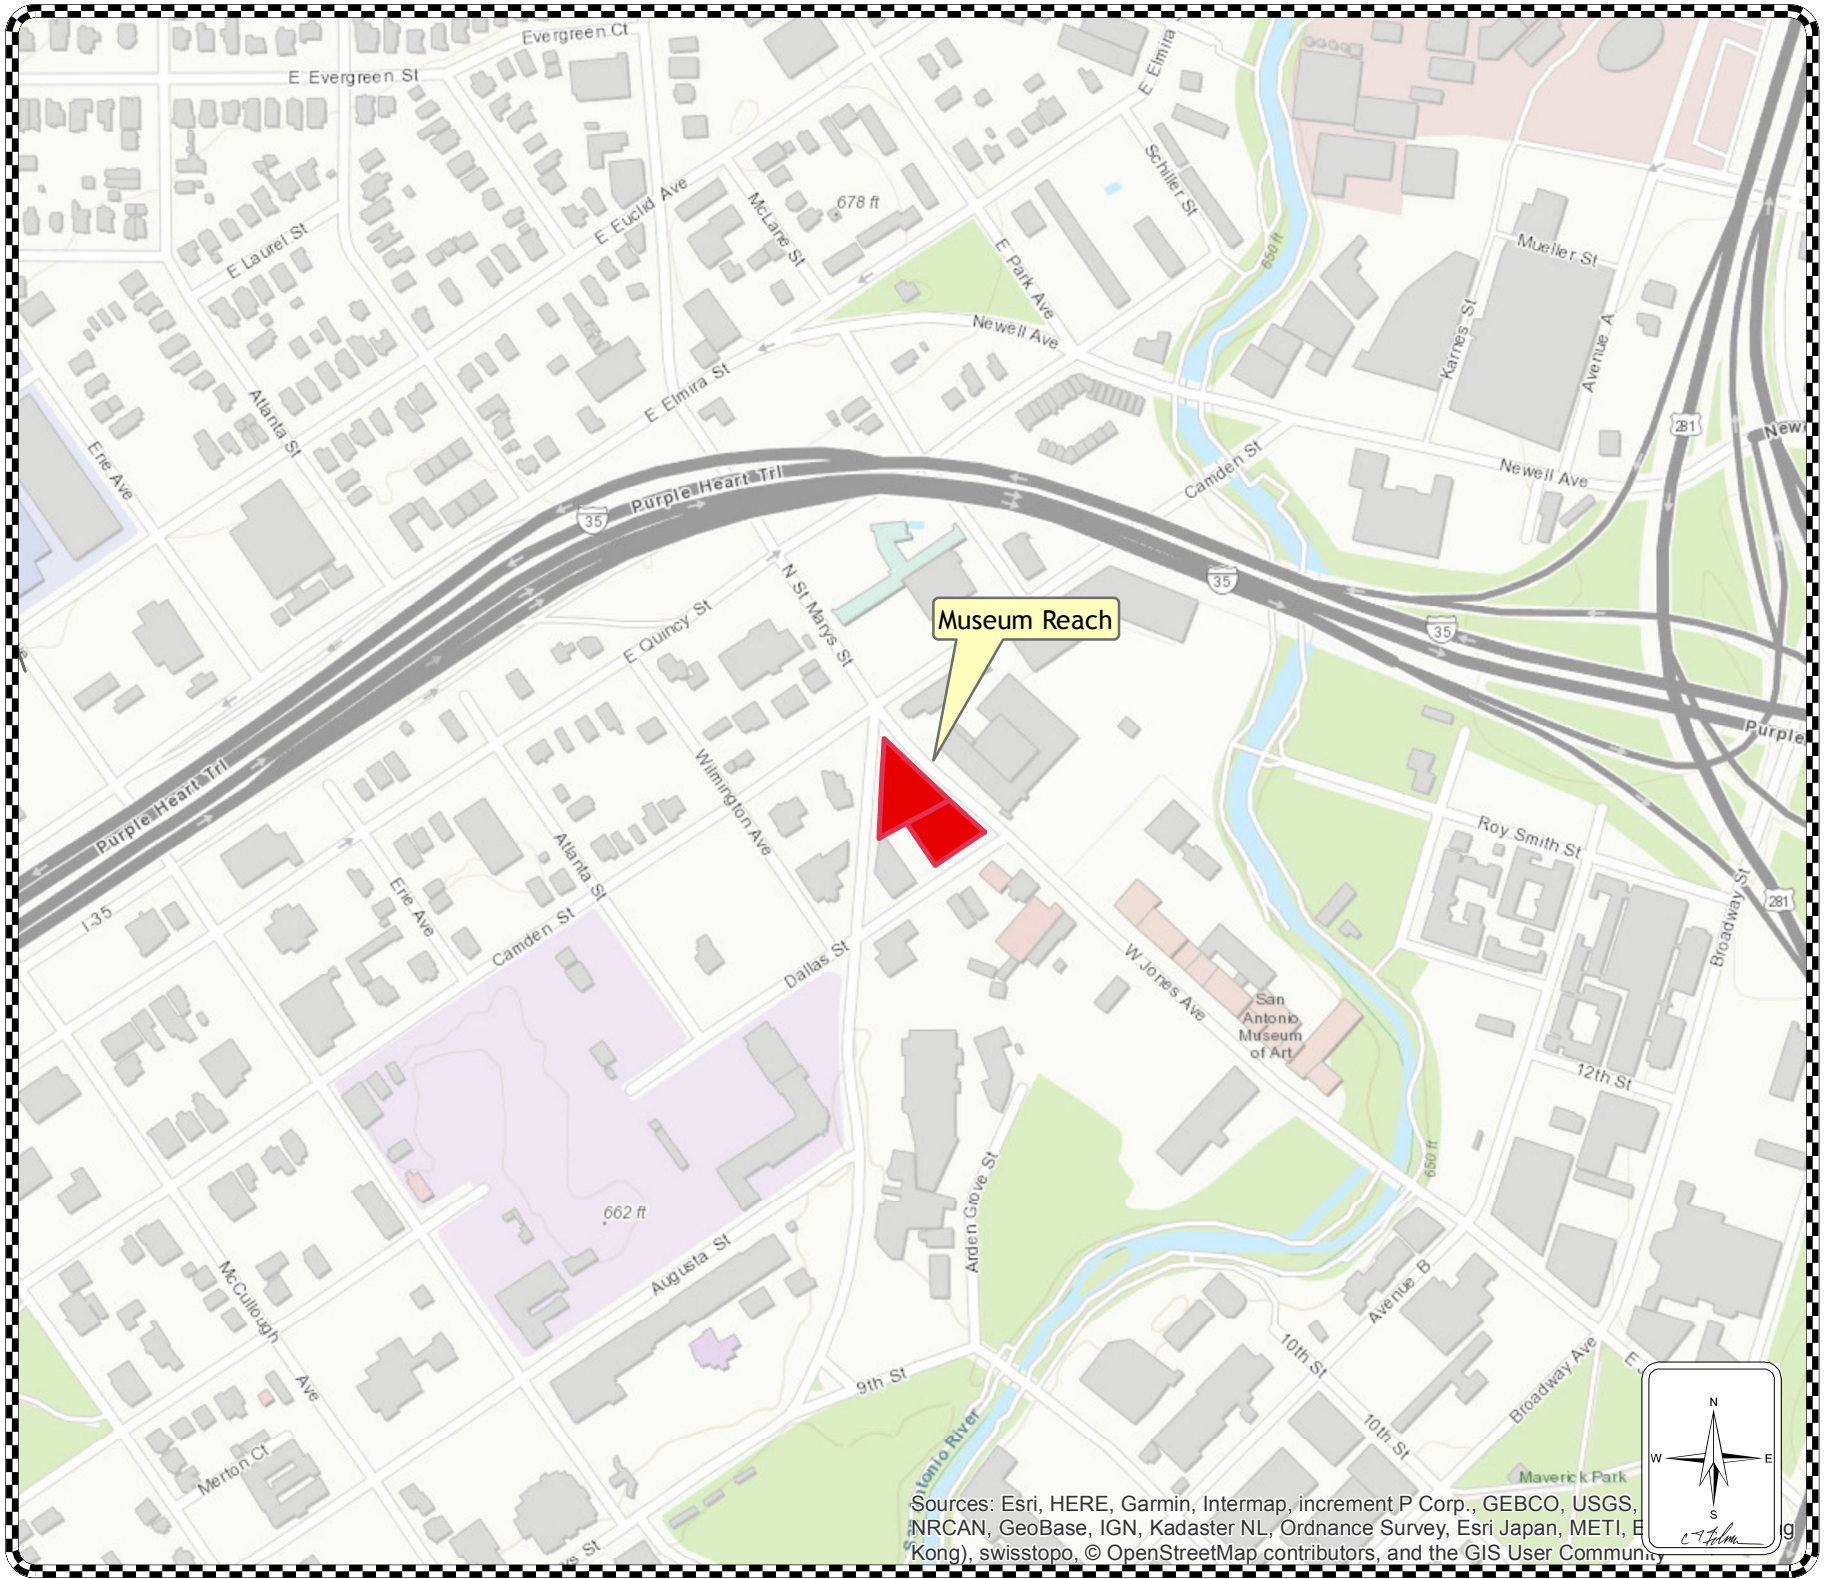 Evergreen Ct
E Evergreen St
E Elmira
Schiller St
E Euclid Ave
McLane St
678 ft
E Laurel St
E Park Ave
650 ft
Mueller St
Newell Ave
Karnes St
Avenue A
E Elmira St
Atlanta St
Erie Ave
281
Newell Ave
Camden St
Purple Heart Trl
35
35
35
N St Marys St
E Quincy St
Museum Reach
Purple
Wilmington Ave
Purple Heart Trl
Atlanta St
Roy Smith St
Erie Ave
I-35
Camden St
Dallas St
W Jones Ave
281
Broadway St
San
Antonio
Museum
of Art
12th St
650 ft
Arden Grove St
662 ft
Augusta St
McCullough
Ave
Avenue B
10th St
Broadway Ave
9th St
10th St
Merton Ct
Maverick Park
N
W
E
S
Sources: Esri, HERE, Garmin, Intermap, increment P Corp., GEBCO, USGS,
NRCAN, GeoBase, IGN, Kadaster NL, Ordnance Survey, Esri Japan, METI, E
Kong), swisstopo, © OpenStreetMap contributors, and the GIS User Community